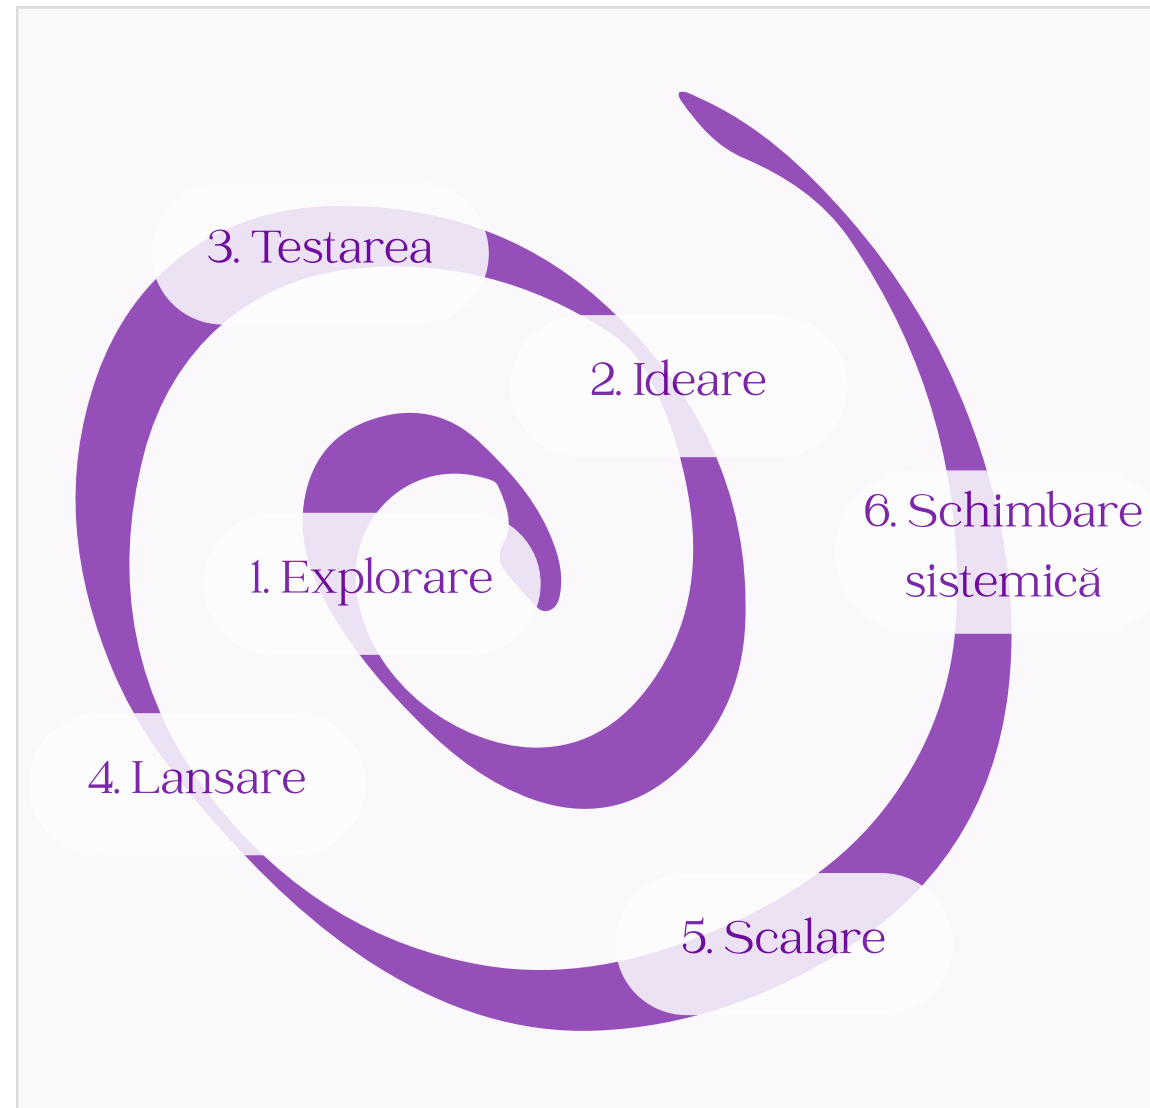 3. Testarea
2. Ideare
6. Schimbare
sistemică
1. Explorare
4. Lansare
5. Scalare